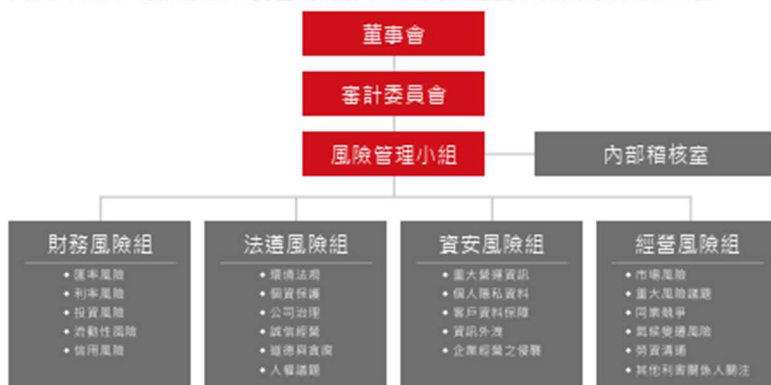 董事會
審計委員會
風險管理小組
內部稽核室
財務風險組
• 匯率風險
• 利率風險
• 投資風險
• 流動性風險
• 信用風險
法遵風險組
• 環境法規
• 個資保護
• 公司治理
• 誠信經營
• 道德與貪腐
• 人權議題
資安風險組
• 重大營運資訊
• 個人隱私資料
• 客戶資料保障
• 資訊外洩
• 企業經營之侵襲
經營風險組
• 市場風險
• 重大風險議題
• 同業競爭
• 氣候變遷風險
• 勞資溝通
• 其他利害關係人關注